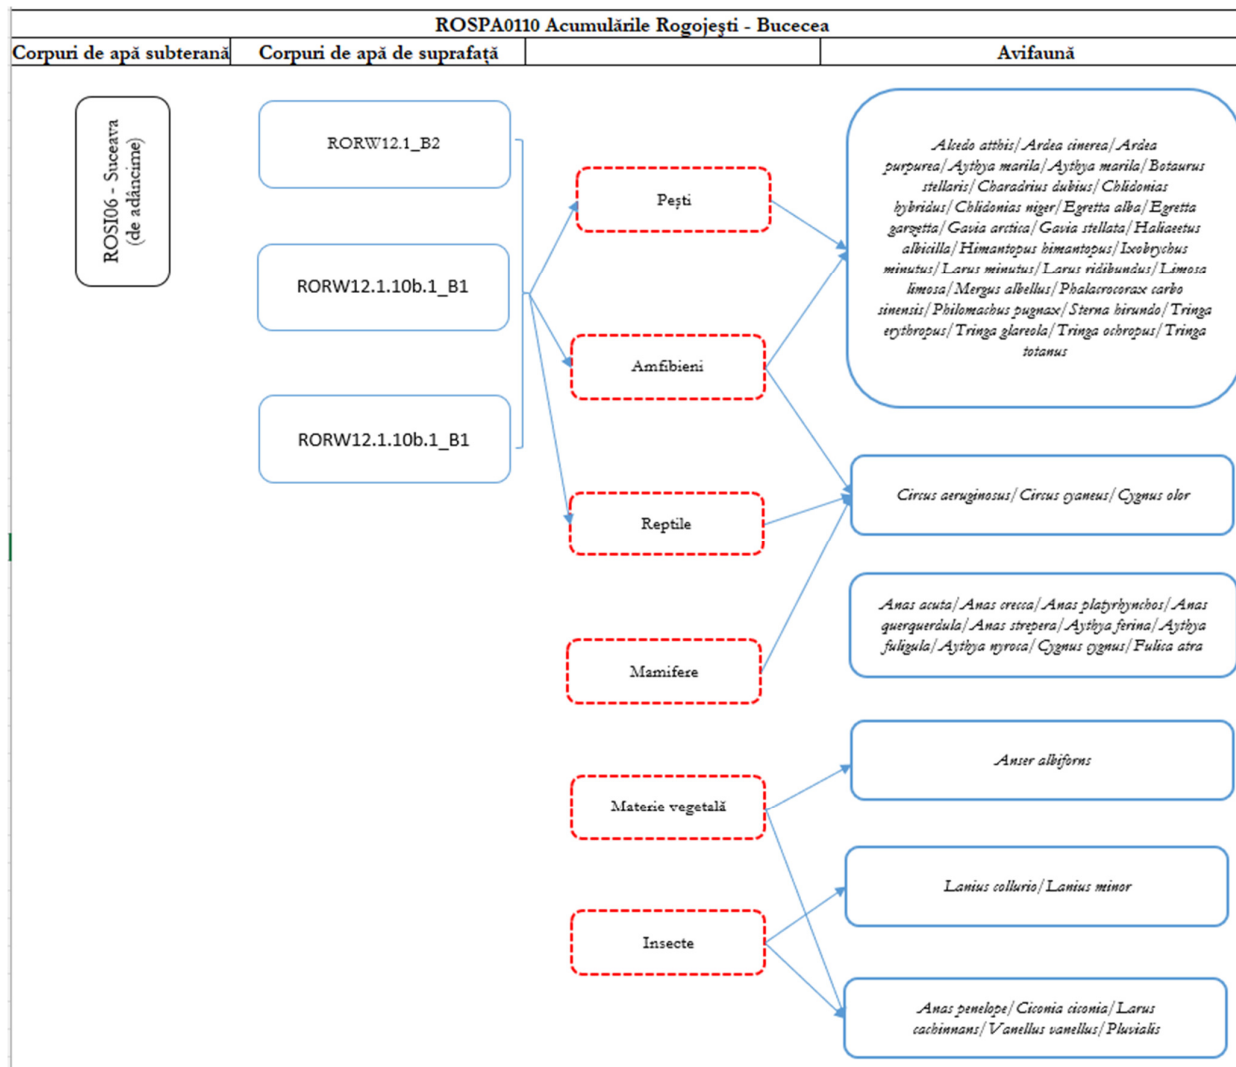 ROSPA0110 Acumulările Rogojești - Bucecea
Corpuri de apă subterană
Corpuri de apă de suprafață
Avifaună
ROSI06 - Suceava
(de adâncime)
RORW12.1_B2
RORW12.1.10b.1_B1
RORW12.1.10b.1_B1
Pești
Amfibieni
Reptile
Mamifere
Materie vegetală
Insecte
Alcedo atthis/Ardea cinerea/Ardea
purpurea/Aythya marila/Aythya marila/Botaurus
stellaris/Charadrius dubius/Chlidonias
hybridus/Chlidonias niger/Egretta alba/Egretta
garzetta/Gavia arctica/Gavia stellata/Haliaeetus
albicilla/Himantopus himantopus/Ixobrychus
minutus/Larus minutus/Larus ridibundus/Limosa
limosa/Mergus albellus/Phalacrocorax carbo
sinensis/Philomachus pugnax/Sterna hirundo/Tringa
erythropus/Tringa glareola/Tringa ochropus/Tringa
totanus
Circus aeruginosus/Circus cyaneus/Cygnus olor
Anas acuta/Anas crecca/Anas platyrhynchos/Anas
querquerdula/Anas strepera/Aythya ferina/Aythya
fuligula/Aythya nyroca/Cygnus cygnus/Fulica atra
Anser albiforns
Lanius collurio/Lanius minor
Anas penelope/Ciconia ciconia/Larus
cachinnans/Vanellus vanellus/Pluvialis